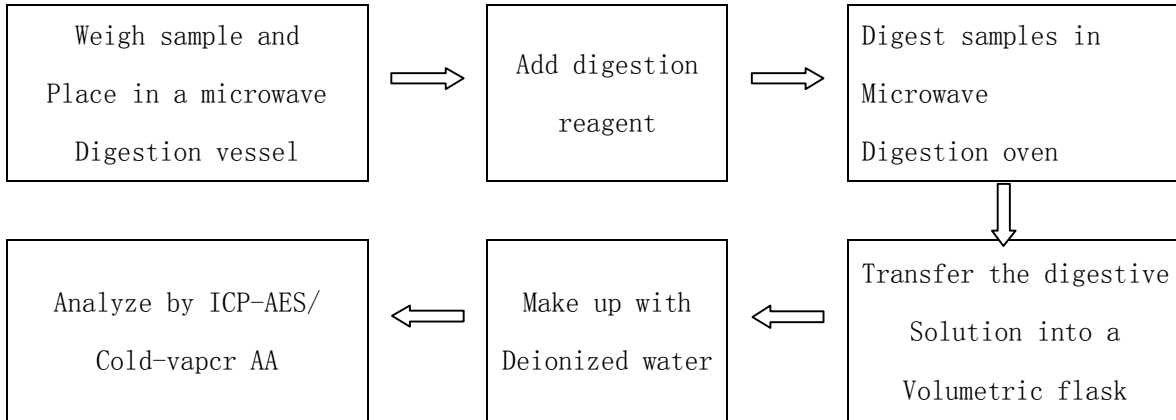 Weigh sample and
Place in a microwave
Digestion vessel
Add digestion
reagent
Digest samples in
Microwave
Digestion oven
Transfer the digestive
Solution into a
Volumetric flask
Make up with
Deionized water
Analyze by ICP-AES/
Cold-vapcr AA